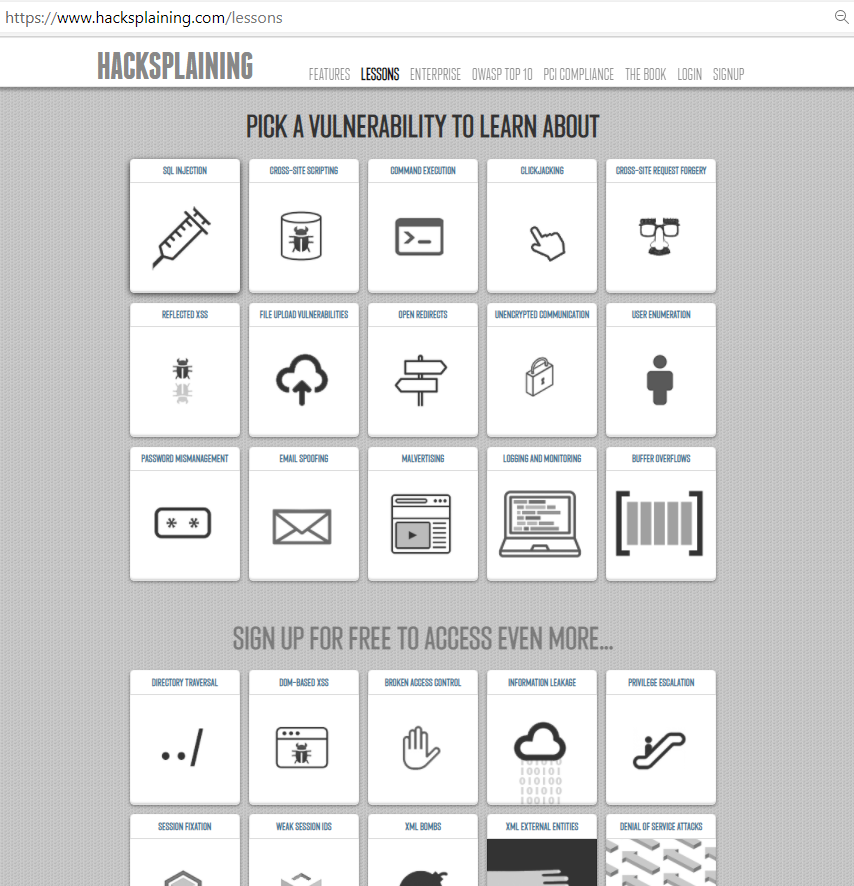 https://www.hacksplaining.com/lessons
HACKSPLAINING
FEATURES LESSONS ENTERPRISE OWASP TOP 10 PCI COMPLIANCE THE BOOK LOGIN SIGNUP
PICK A VULNERABILITY TO LEARN ABOUT
SQL INJECTION CROSS-SITE SCRIPTING COMMAND EXECUTION CLICKJACKING CROSS-SITE REQUEST FORGERY
>_
REFLECTED XSS FILE UPLOAD VULNERABILITIES OPEN REDIRECTS UNENCRYPTED COMMUNICATION USER ENUMERATION
PASSWORD MISMANAGEMENT EMAIL SPOOFING MALVERTISING LOGGING AND MONITORING BUFFER OVERFLOWS
* *
SIGN UP FOR FREE TO ACCESS EVEN MORE...
DIRECTORY TRAVERSAL DOM-BASED XSS BROKEN ACCESS CONTROL INFORMATION LEAKAGE PRIVILEGE ESCALATION
../
100101
001010
101010
100101
SESSION FIXATION WEAK SESSION IDS XML BOMBS XML EXTERNAL ENTITIES DENIAL OF SERVICE ATTACKS